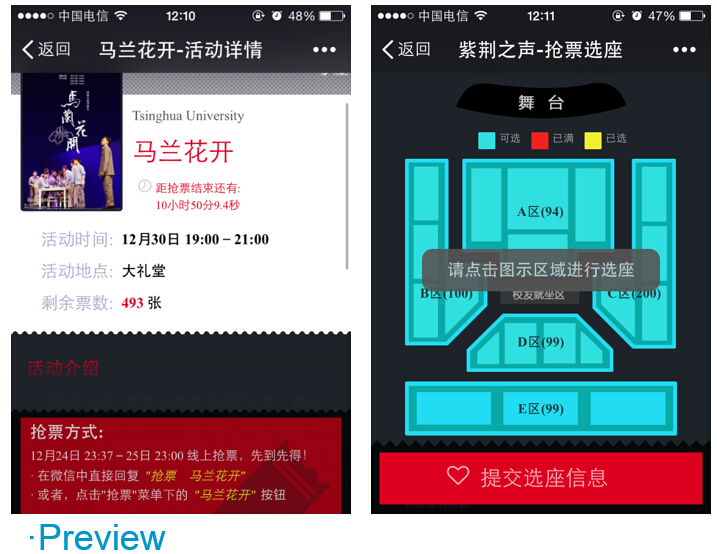 中国电信 12:10 48%
返回 马兰花开-活动详情
馬蘭花開
Tsinghua University
马兰花开
距抢票结束还有:
10小时50分9.4秒
活动时间: 12月30日 19:00－21:00
活动地点: 大礼堂
剩余票数: 493 张
活动介绍
抢票方式:
12月24日 23:37－25日 23:00 线上抢票，先到先得!
· 在微信中直接回复 "抢票 马兰花开"
· 或者，点击"抢票"菜单下的 "马兰花开" 按钮
中国电信 12:11 47%
返回 紫荆之声-抢票选座
舞 台
可选 已满 已选
A区(94)
请点击图示区域进行选座
B区(100) 校友就坐区 C区(200)
D区(99)
E区(99)
提交选座信息
·Preview